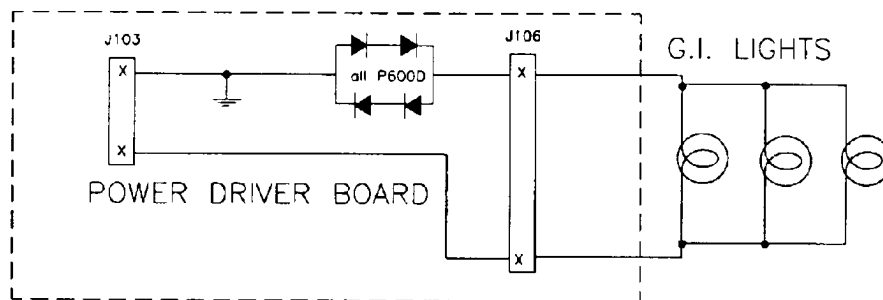 J103
J106
G.I. LIGHTS
X
X
all P600D
X
POWER DRIVER BOARD
X